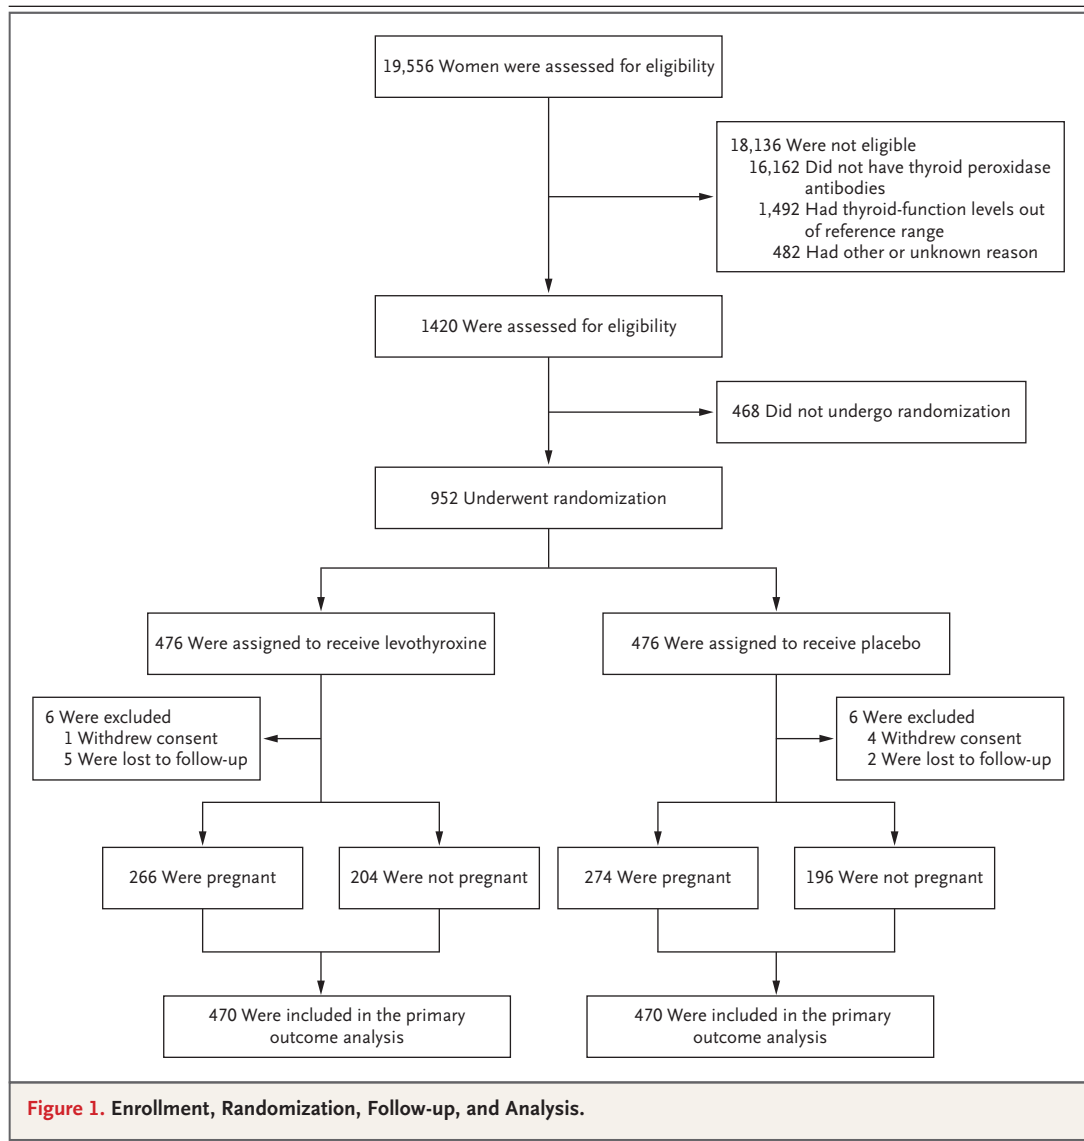 19,556 Women were assessed for eligibility
18,136 Were not eligible
16,162 Did not have thyroid peroxidase
antibodies
1,492 Had thyroid-function levels out
of reference range
482 Had other or unknown reason
1420 Were assessed for eligibility
468 Did not undergo randomization
952 Underwent randomization
476 Were assigned to receive levothyroxine
476 Were assigned to receive placebo
6 Were excluded
1 Withdrew consent
5 Were lost to follow-up
6 Were excluded
4 Withdrew consent
2 Were lost to follow-up
266 Were pregnant
204 Were not pregnant
274 Were pregnant
196 Were not pregnant
470 Were included in the primary
outcome analysis
470 Were included in the primary
outcome analysis
Figure 1. Enrollment, Randomization, Follow-up, and Analysis.